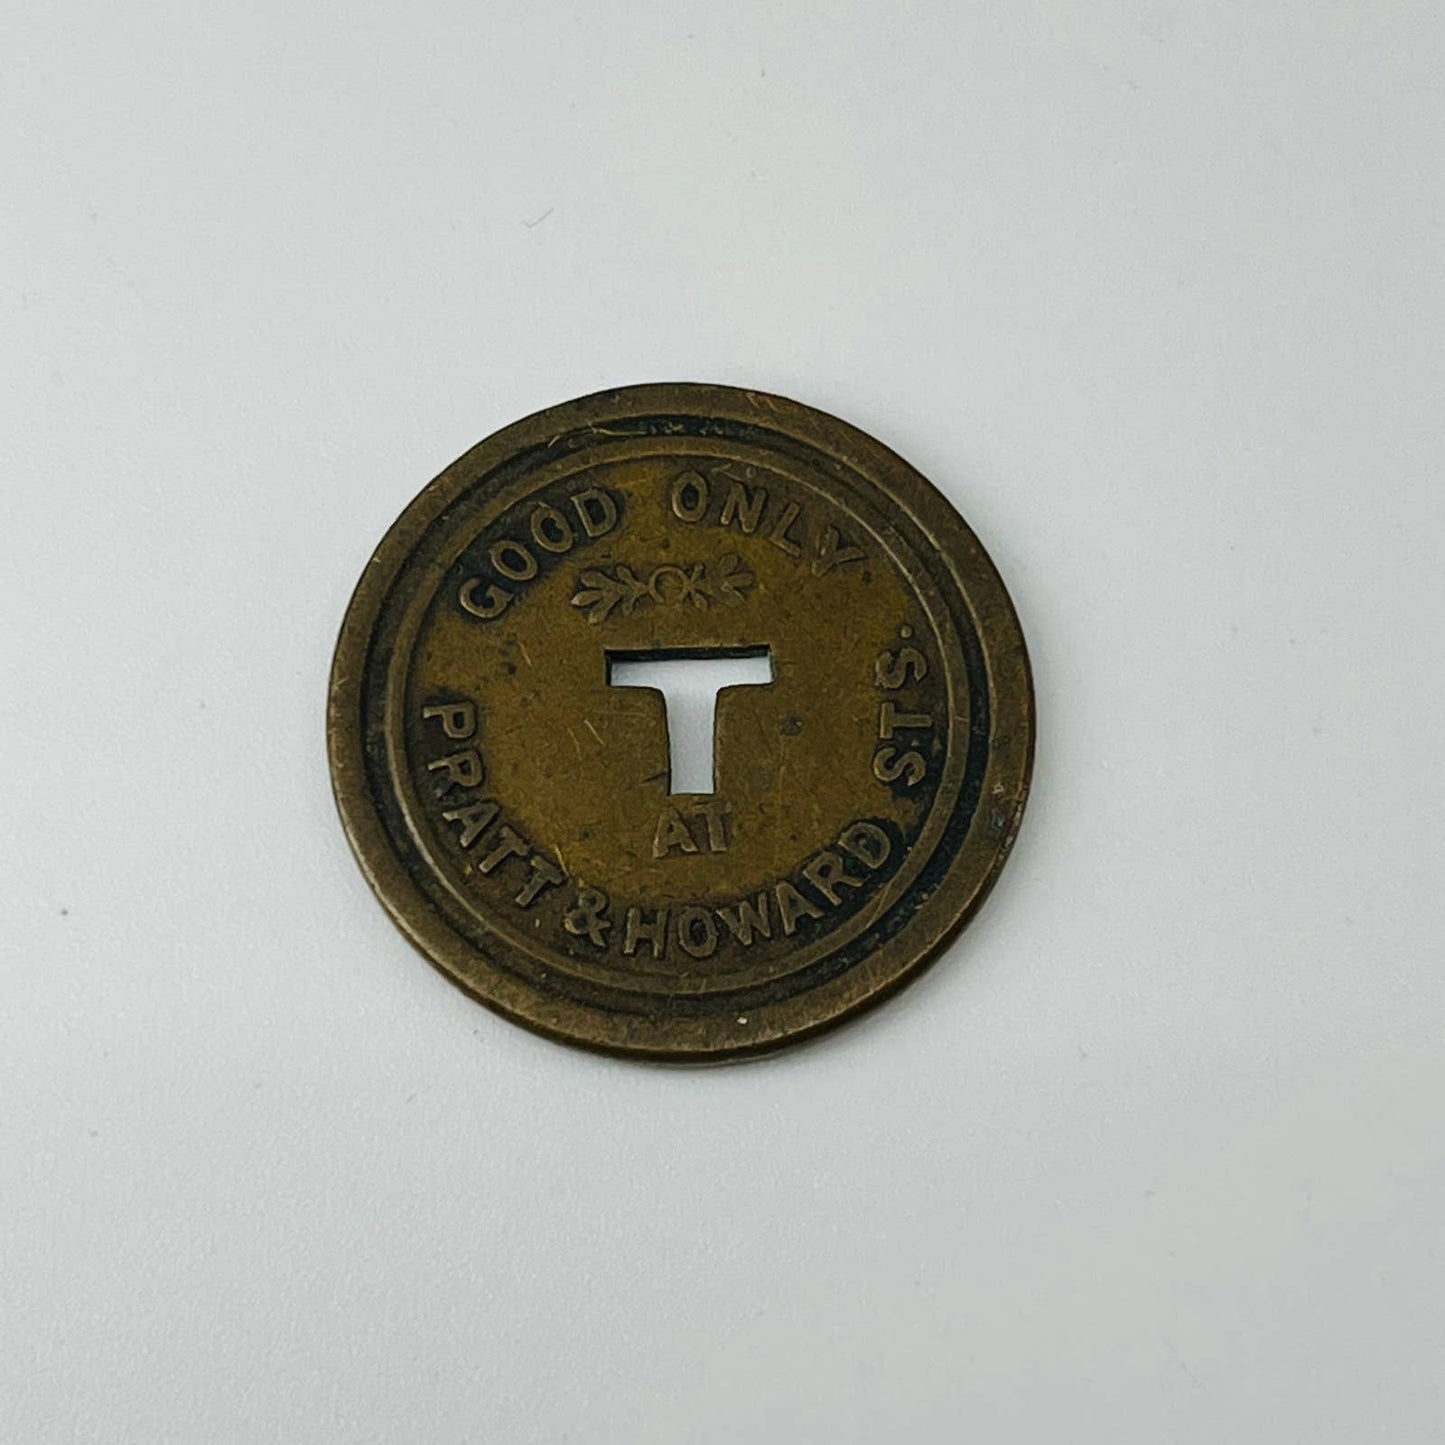 GOOD ONLY
T
AT
PRATT & HOWARD STS.